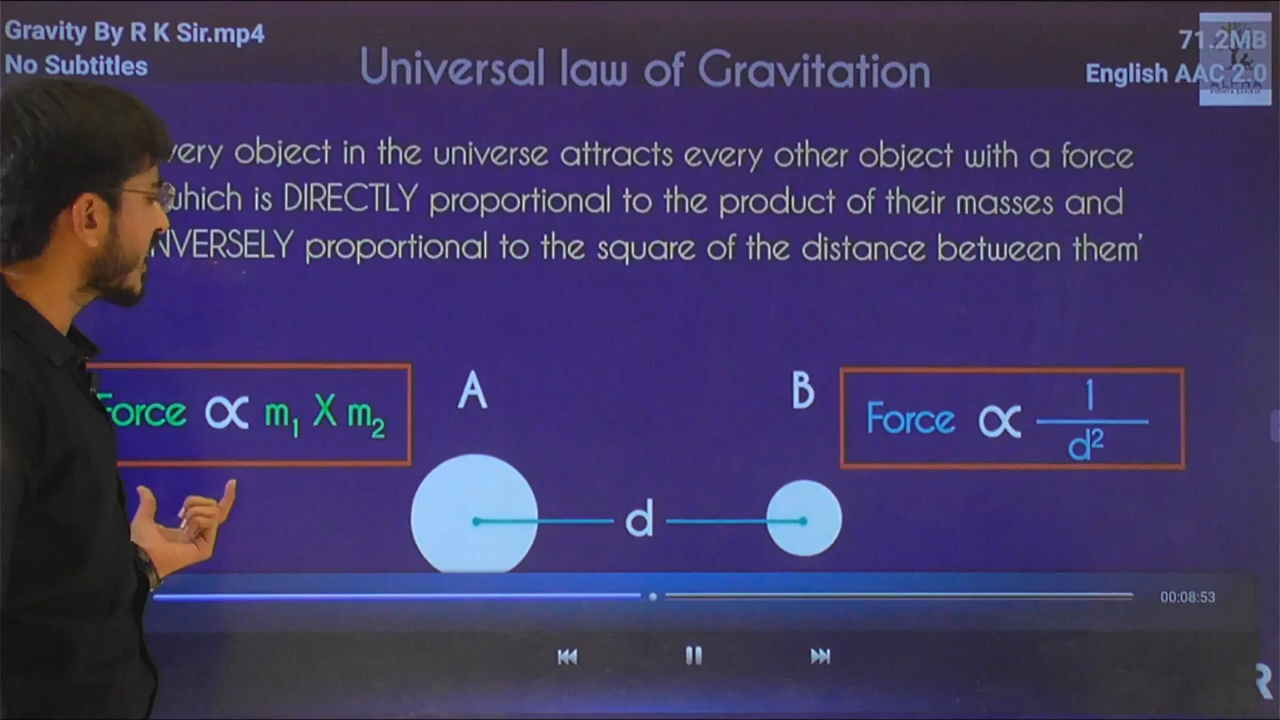 Gravity By R K Sir.mp4
71.2MB
No Subtitles
English AAC 2.0
ALPHA
Universal law of Gravitation
very object in the universe attracts every other object with a force
which is DIRECTLY proportional to the product of their masses and
NVERSELY proportional to the square of the distance between them'
Force ∝ m₁ X m₂
A
B
Force ∝ 1/d²
d
00:08:53
R